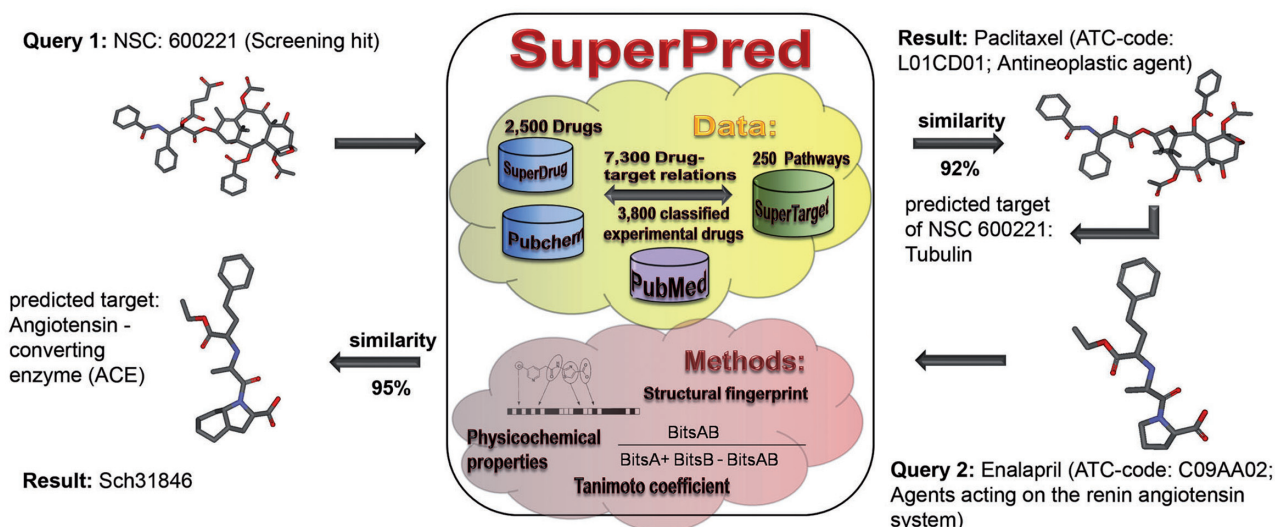 Query 1: NSC: 600221 (Screening hit)
SuperPred
Data:
2,500 Drugs
SuperDrug
Pubchem
7,300 Drug-
target relations
3,800 classified
experimental drugs
250 Pathways
SuperTarget
PubMed
Methods:
Structural fingerprint
Physicochemical
properties
BitsAB
BitsA+ BitsB - BitsAB
Tanimoto coefficient
Result: Paclitaxel (ATC-code:
L01CD01; Antineoplastic agent)
similarity
92%
predicted target
of NSC 600221:
Tubulin
Query 2: Enalapril (ATC-code: C09AA02;
Agents acting on the renin angiotensin
system)
similarity
95%
predicted target:
Angiotensin -
converting
enzyme (ACE)
Result: Sch31846